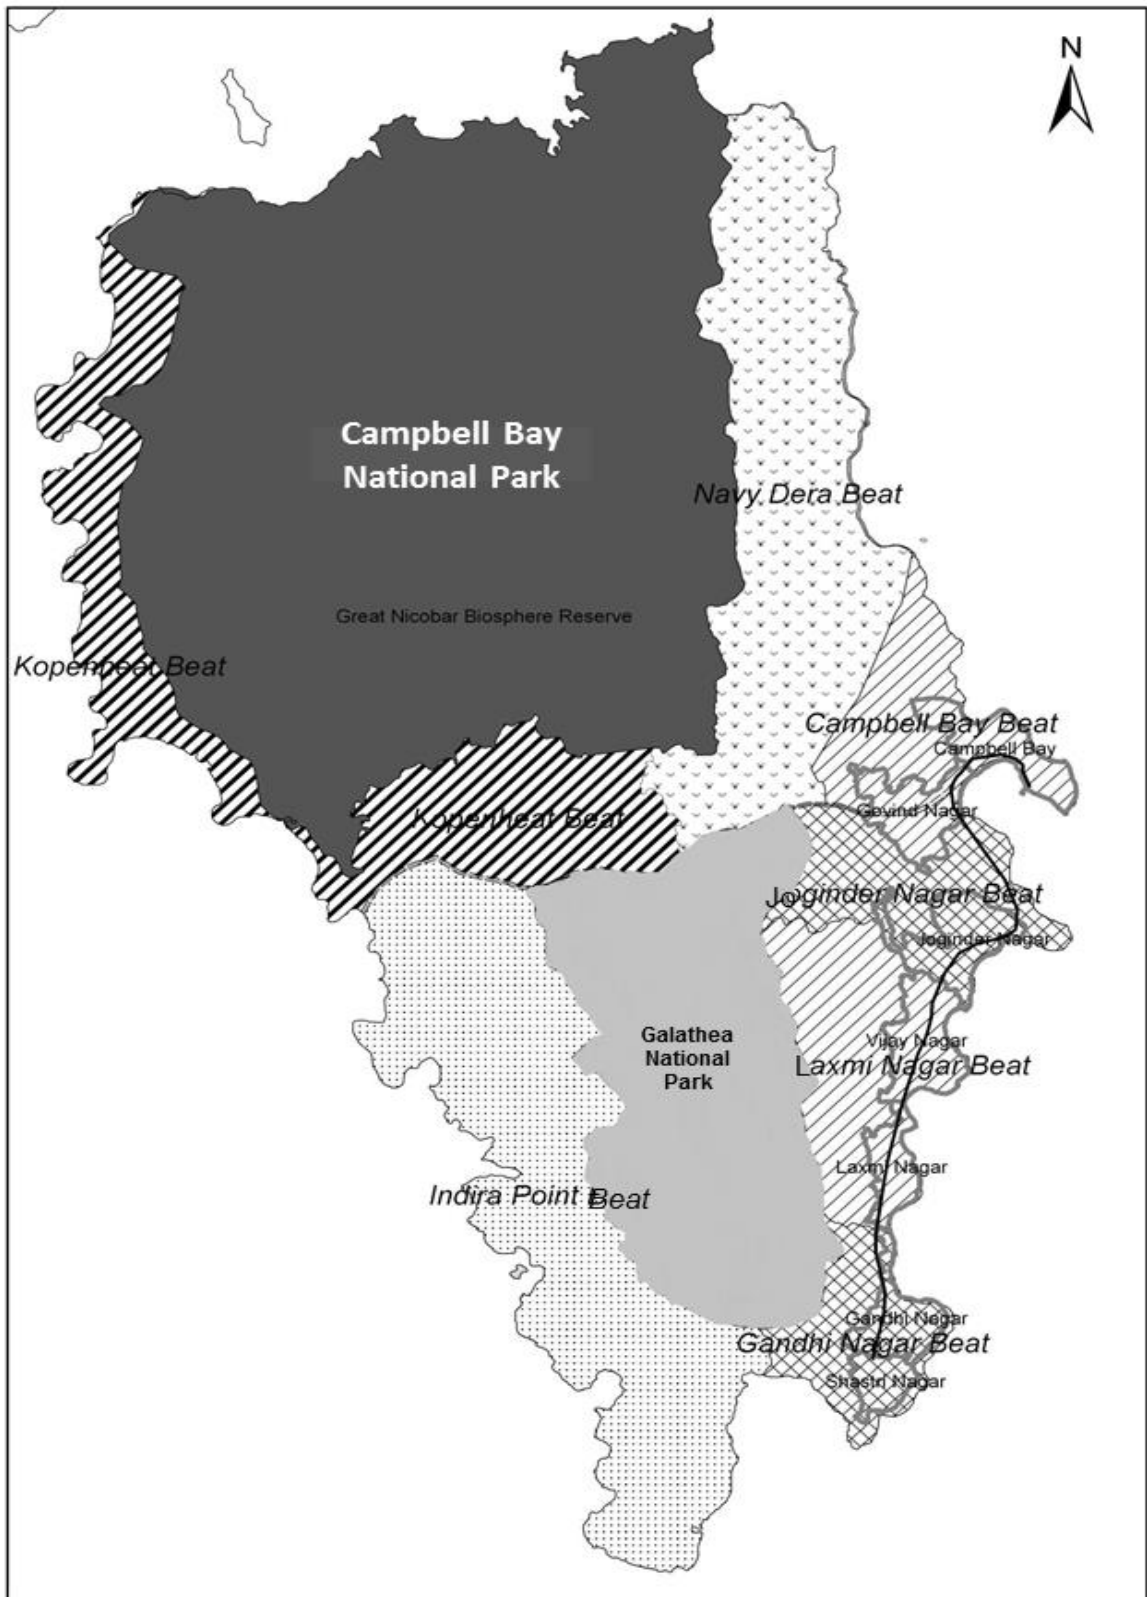 N
Campbell Bay
National Park
Navy Dera Beat
Great Nicobar Biosphere Reserve
Kopenheat Beat
Campbell Bay Beat
Campbell Bay
Govind Nagar
Kopenheat Beat
Joginder Nagar Beat
Joginder Nagar
Galathea
National
Park
Vijay Nagar
Laxmi Nagar Beat
Laxmi Nagar
Indira Point Beat
Gandhi Nagar
Gandhi Nagar Beat
Shastri Nagar